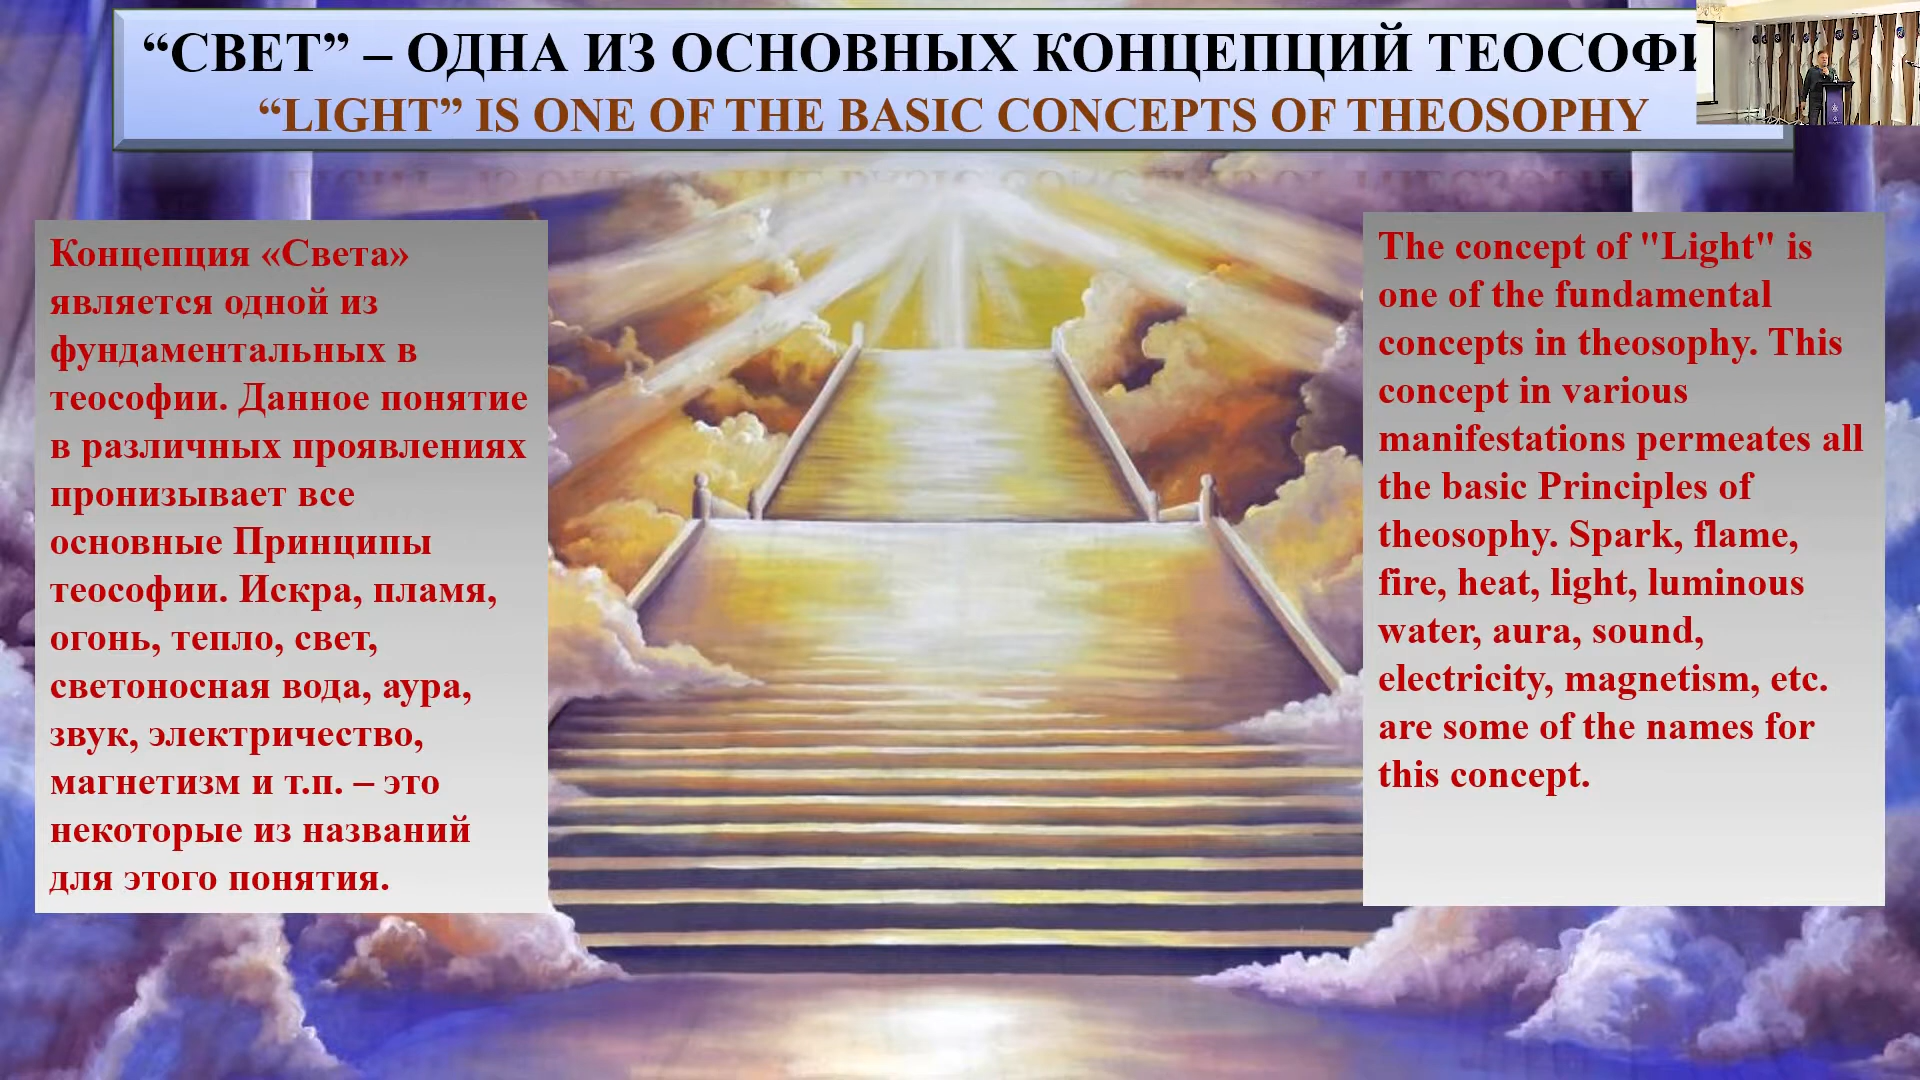 “СВЕТ” – ОДНА ИЗ ОСНОВНЫХ КОНЦЕПЦИЙ
“LIGHT” IS ONE OF THE BASIC CONCEPTS OF THEOSOPHY
Концепция «Света»
является одной из
фундаментальных в
теософии. Данное понятие
в различных проявлениях
пронизывает все
основные Принципы
теософии. Искра, пламя,
огонь, тепло, свет,
светоносная вода, аура,
звук, электричество,
магнетизм и т.п. – это
некоторые из названий
для этого понятия.
The concept of "Light" is
one of the fundamental
concepts in theosophy. This
concept in various
manifestations permeates all
the basic Principles of
theosophy. Spark, flame,
fire, heat, light, luminous
water, aura, sound,
electricity, magnetism, etc.
are some of the names for
this concept.